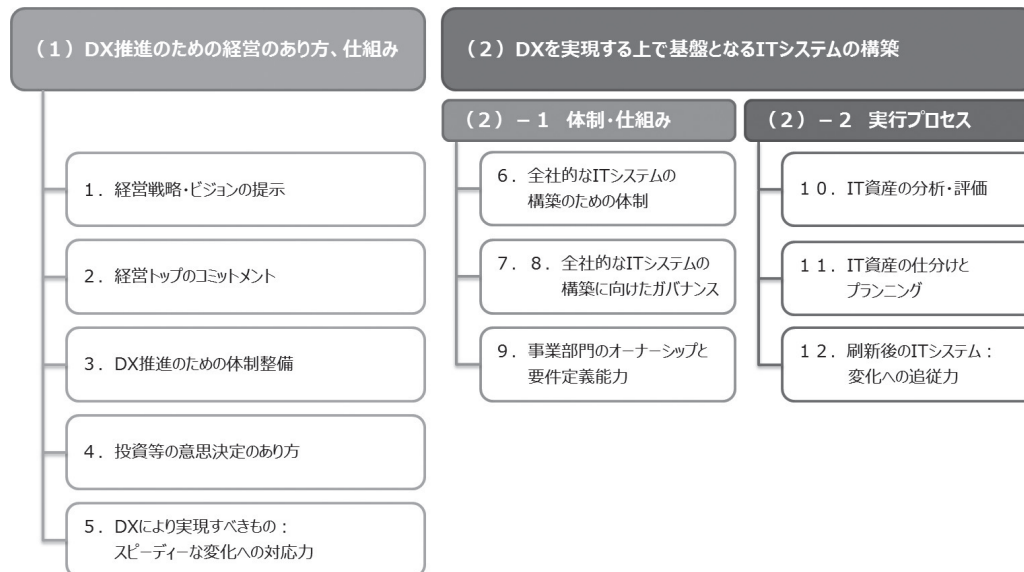 （1）DX推進のための経営のあり方、仕組み
1．経営戦略・ビジョンの提示
2．経営トップのコミットメント
3．DX推進のための体制整備
4．投資等の意思決定のあり方
5．DXにより実現すべきもの：
スピーディーな変化への対応力
（2）DXを実現する上で基盤となるITシステムの構築
（2）－1　体制・仕組み
6．全社的なITシステムの
構築のための体制
7．8．全社的なITシステムの
構築に向けたガバナンス
9．事業部門のオーナーシップと
要件定義能力
（2）－2　実行プロセス
10．IT資産の分析・評価
11．IT資産の仕分けと
プランニング
12．刷新後のITシステム：
変化への追従力